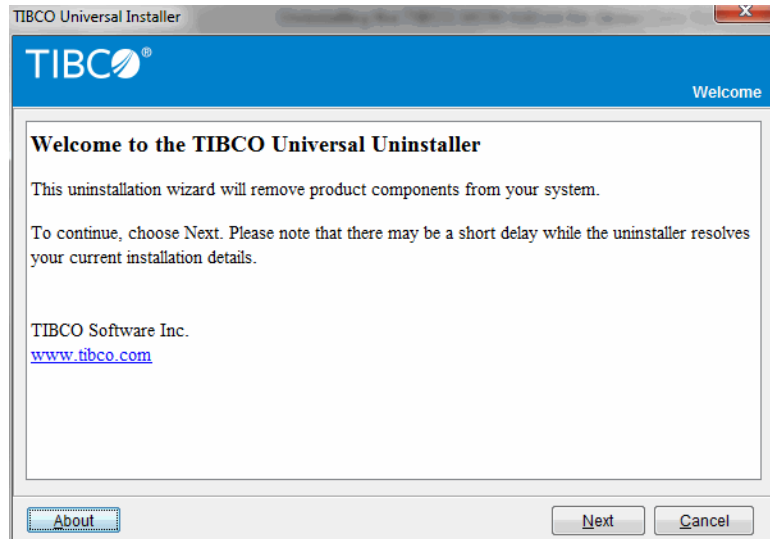 TIBCO Universal Installer
TIBCO®
Welcome
Welcome to the TIBCO Universal Uninstaller
This uninstallation wizard will remove product components from your system.
To continue, choose Next. Please note that there may be a short delay while the uninstaller resolves
your current installation details.
TIBCO Software Inc.
www.tibco.com
About
Next
Cancel